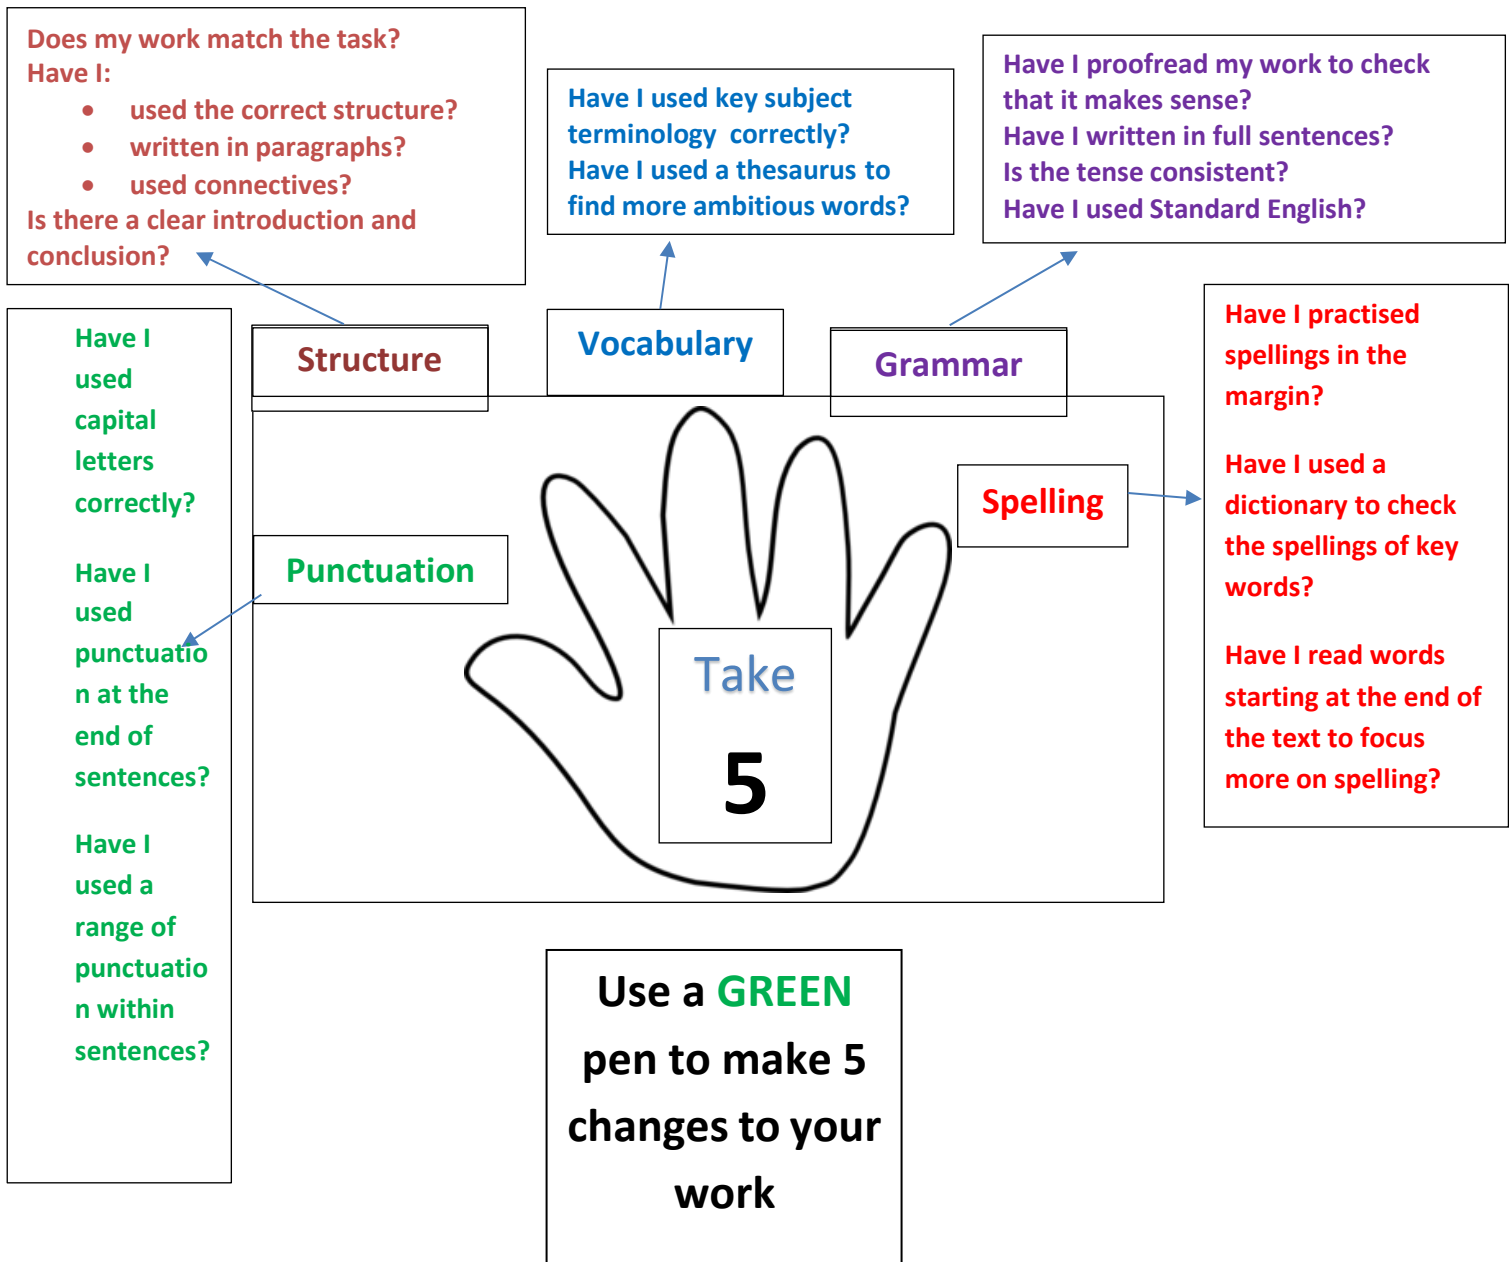 Does my work match the task?
Have I:
• used the correct structure?
• written in paragraphs?
• used connectives?
Is there a clear introduction and
conclusion?
Have I used key subject
terminology correctly?
Have I used a thesaurus to
find more ambitious words?
Have I proofread my work to check
that it makes sense?
Have I written in full sentences?
Is the tense consistent?
Have I used Standard English?
Structure
Vocabulary
Grammar
Have I
used
capital
letters
correctly?
Have I
used
punctuatio
n at the
end of
sentences?
Have I
used a
range of
punctuatio
n within
sentences?
Punctuation
Spelling
Have I practised
spellings in the
margin?
Have I used a
dictionary to check
the spellings of key
words?
Have I read words
starting at the end of
the text to focus
more on spelling?
Take
5
Use a GREEN
pen to make 5
changes to your
work